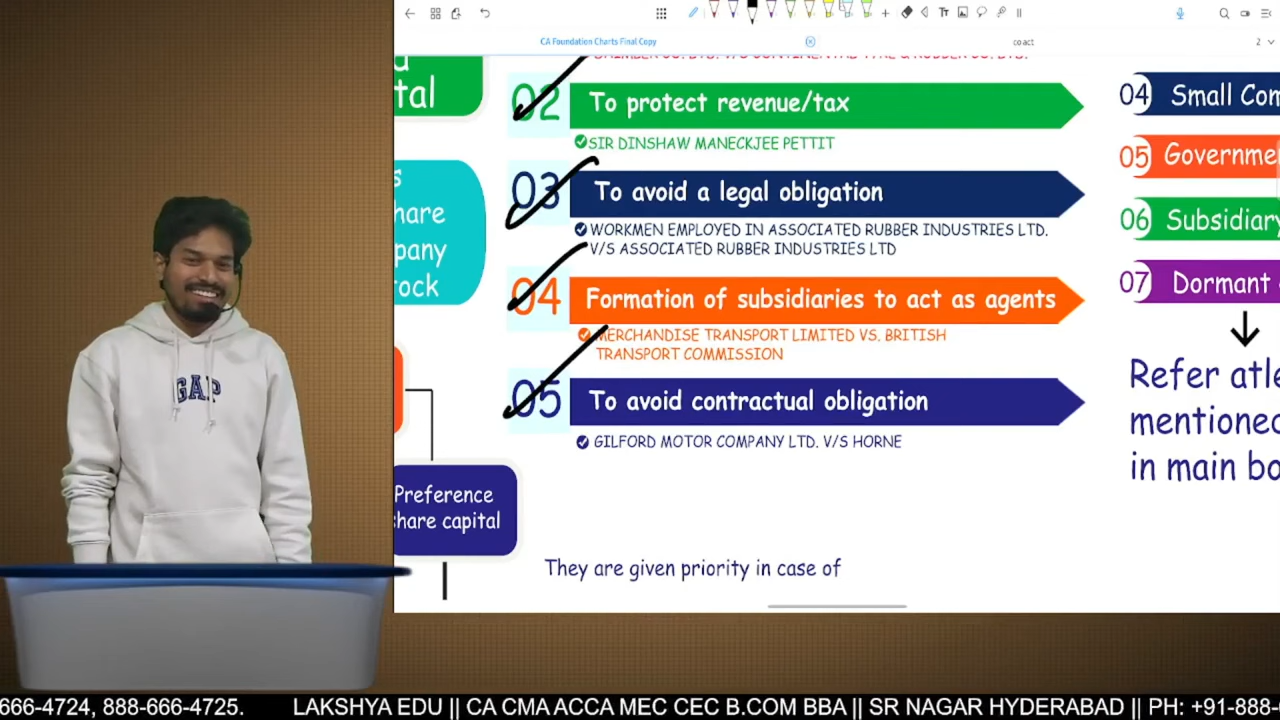 CA Foundation Charts Final Copy
co act
2
tal
02 To protect revenue/tax
SIR DINSHAW MANECKJEE PETTIT
03 To avoid a legal obligation
WORKMEN EMPLOYED IN ASSOCIATED RUBBER INDUSTRIES LTD.
V/S ASSOCIATED RUBBER INDUSTRIES LTD
04 Formation of subsidiaries to act as agents
MERCHANDISE TRANSPORT LIMITED VS. BRITISH
TRANSPORT COMMISSION
05 To avoid contractual obligation
GILFORD MOTOR COMPANY LTD. V/S HORNE
s
hare
pany
tock
Preference
hare capital
They are given priority in case of
04 Small Com
05 Governme
06 Subsidiary
07 Dormant
Refer atle
mentioned
in main bo
GAP
666-4724, 888-666-4725. LAKSHYA EDU || CA CMA ACCA MEC CEC B.COM BBA || SR NAGAR HYDERABAD || PH: +91-888-